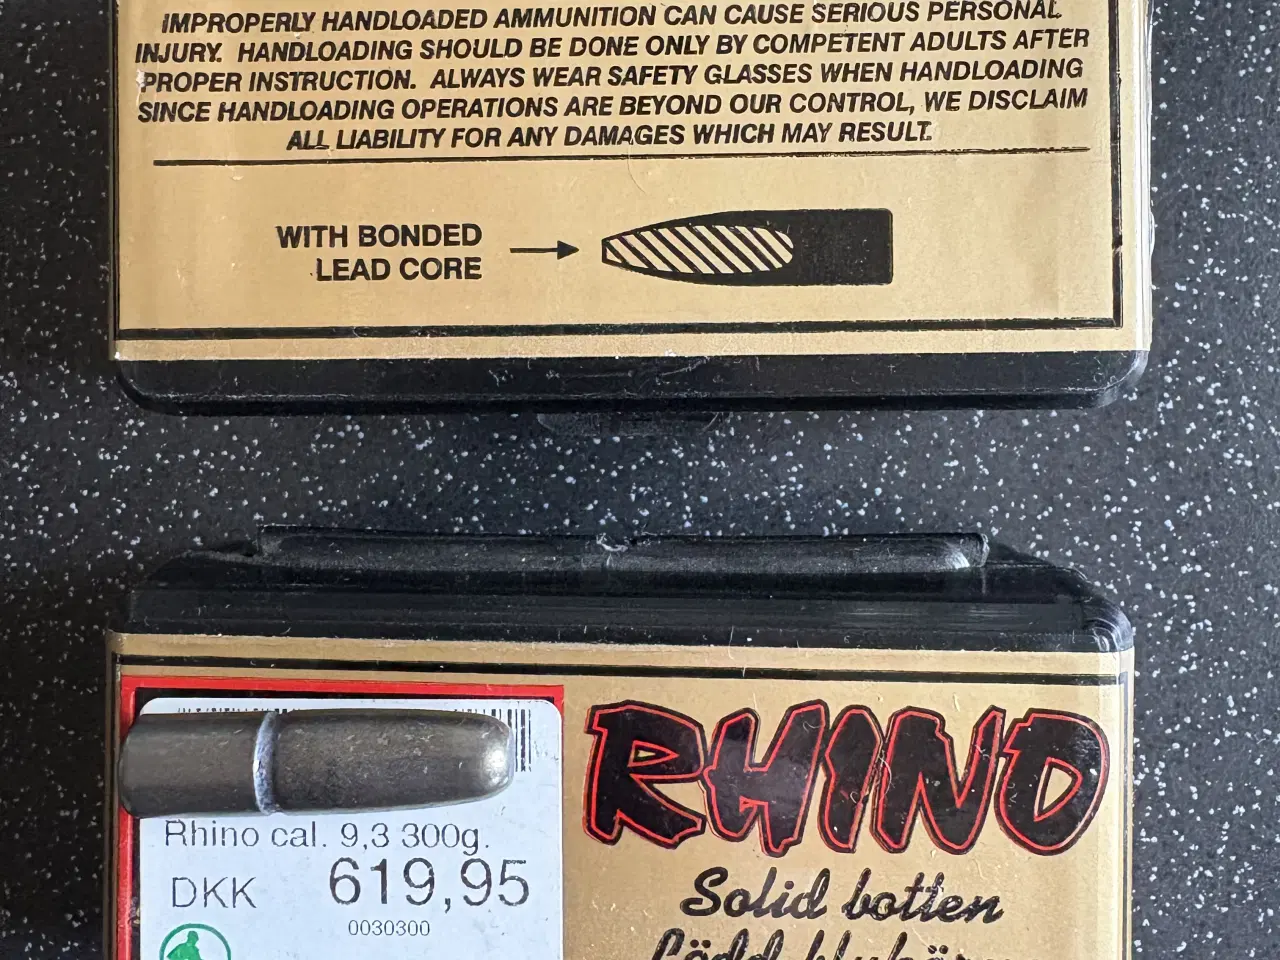 IMPROPERLY HANDLOADED AMMUNITION CAN CAUSE SERIOUS PERSONAL
INJURY. HANDLOADING SHOULD BE DONE ONLY BY COMPETENT ADULTS AFTER
PROPER INSTRUCTION. ALWAYS WEAR SAFETY GLASSES WHEN HANDLOADING
SINCE HANDLOADING OPERATIONS ARE BEYOND OUR CONTROL, WE DISCLAIM
ALL LIABILITY FOR ANY DAMAGES WHICH MAY RESULT.
WITH BONDED
LEAD CORE
RHINO
Solid botten
Rhino cal. 9,3 300g.
DKK 619,95
0030300